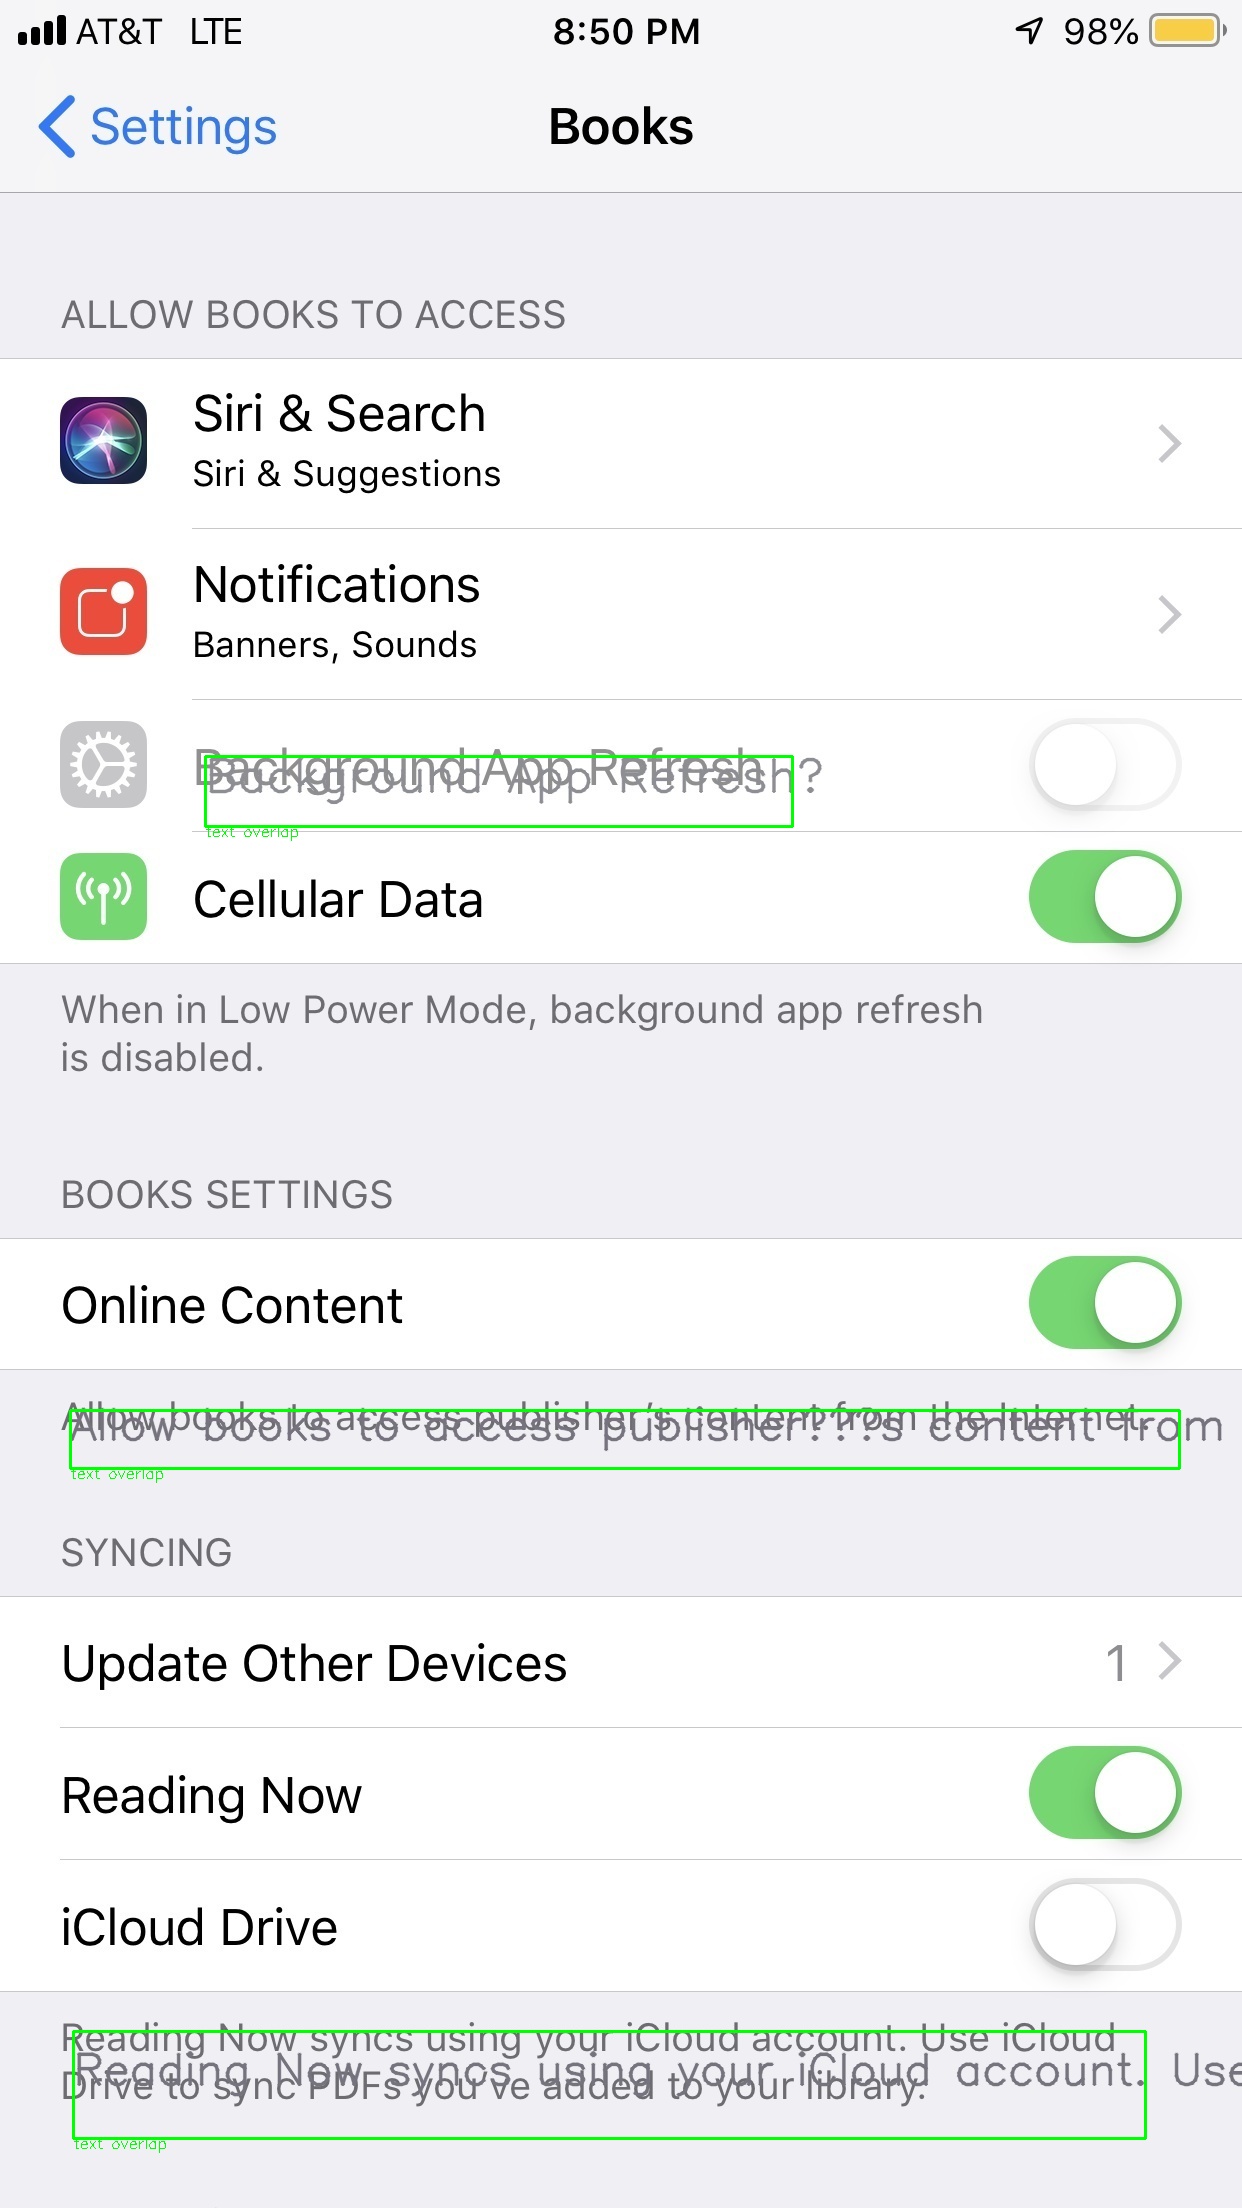 AT&T LTE 8:50 PM 98%
Settings Books
ALLOW BOOKS TO ACCESS
Siri & Search
Siri & Suggestions
Notifications
Banners, Sounds
Background App Refresh
Background App Refresh?
text overlap
Cellular Data
When in Low Power Mode, background app refresh
is disabled.
BOOKS SETTINGS
Online Content
Allow books to access publisher's content from the Internet.
Allow books to access publisher???s content from
text overlap
SYNCING
Update Other Devices 1
Reading Now
iCloud Drive
Reading Now syncs using your iCloud account. Use iCloud
Reading Now syncs using your iCloud account. Use
Drive to sync PDFs you've added to your library.
text overlap